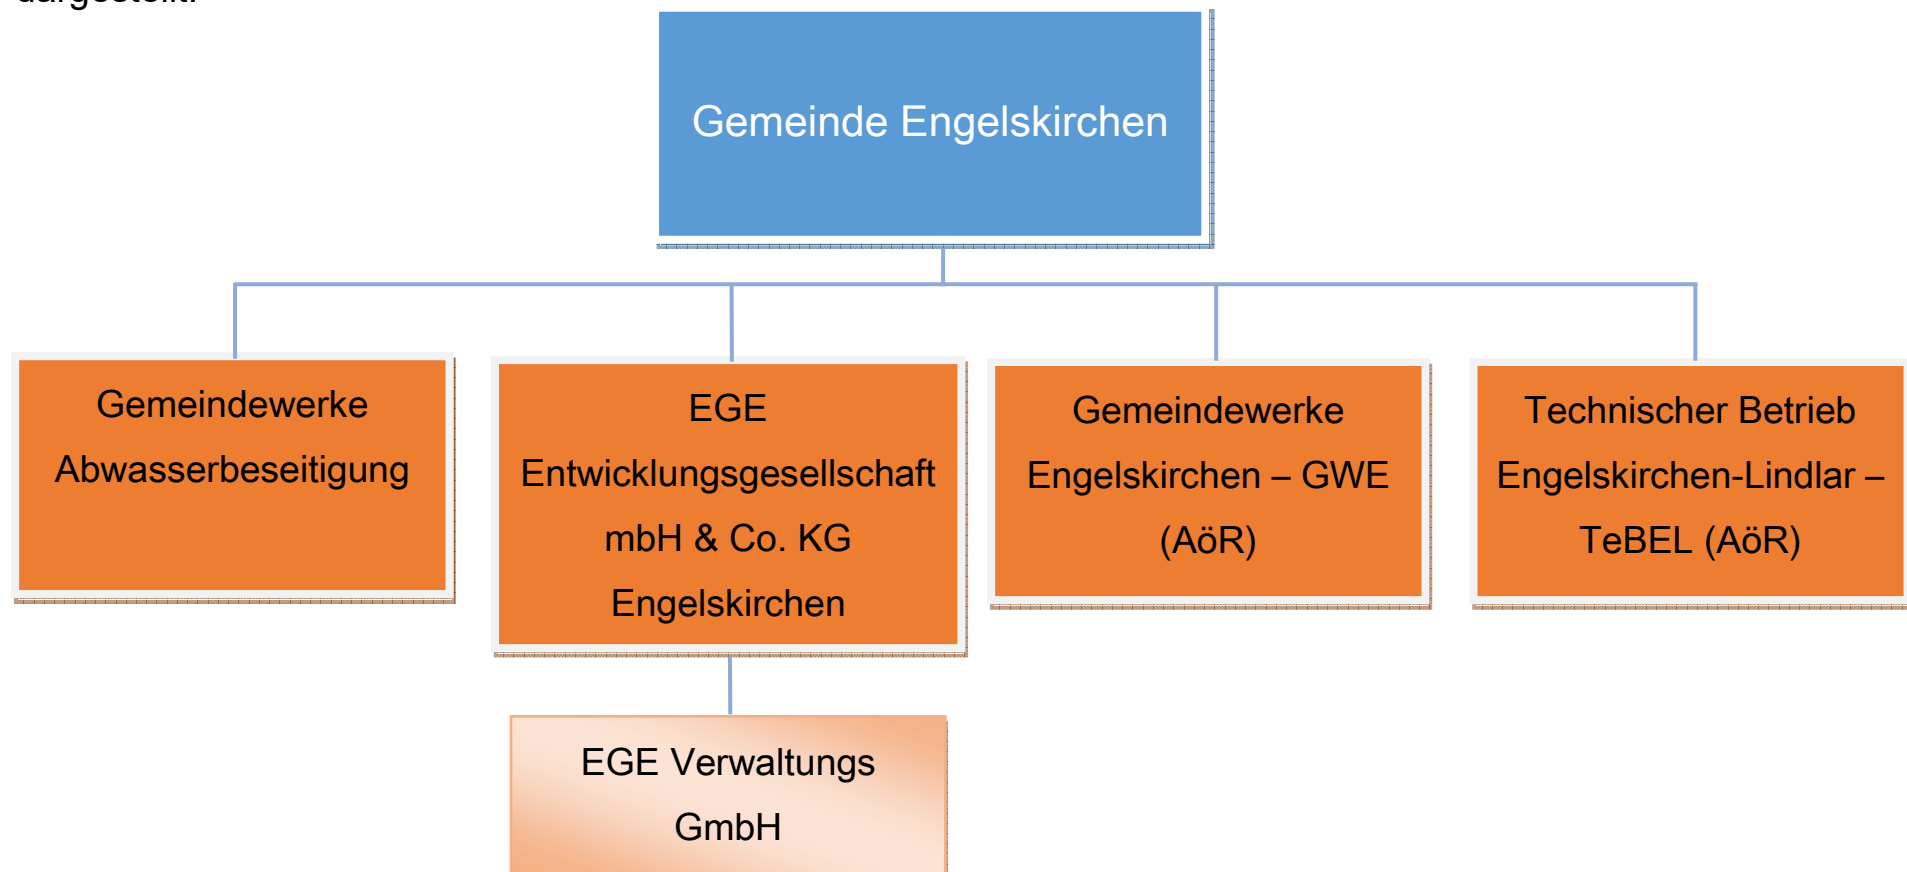 dargestellt.
Gemeinde Engelskirchen
Gemeindewerke
Abwasserbeseitigung
EGE
Entwicklungsgesellschaft
mbH & Co. KG
Engelskirchen
Gemeindewerke
Engelskirchen – GWE
(AöR)
Technischer Betrieb
Engelskirchen-Lindlar –
TeBEL (AöR)
EGE Verwaltungs
GmbH